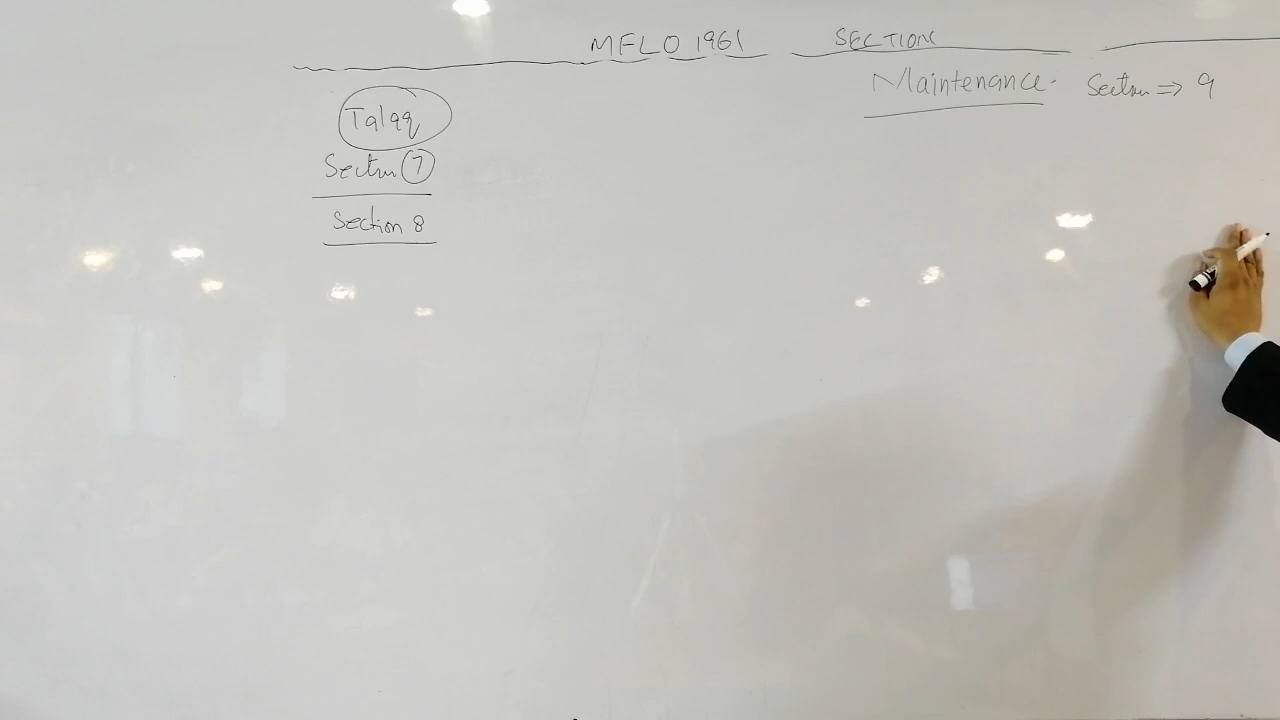 MFLO 1961 SECTION
Maintenance. Section => 9
Talaq
Section 7
Section 8